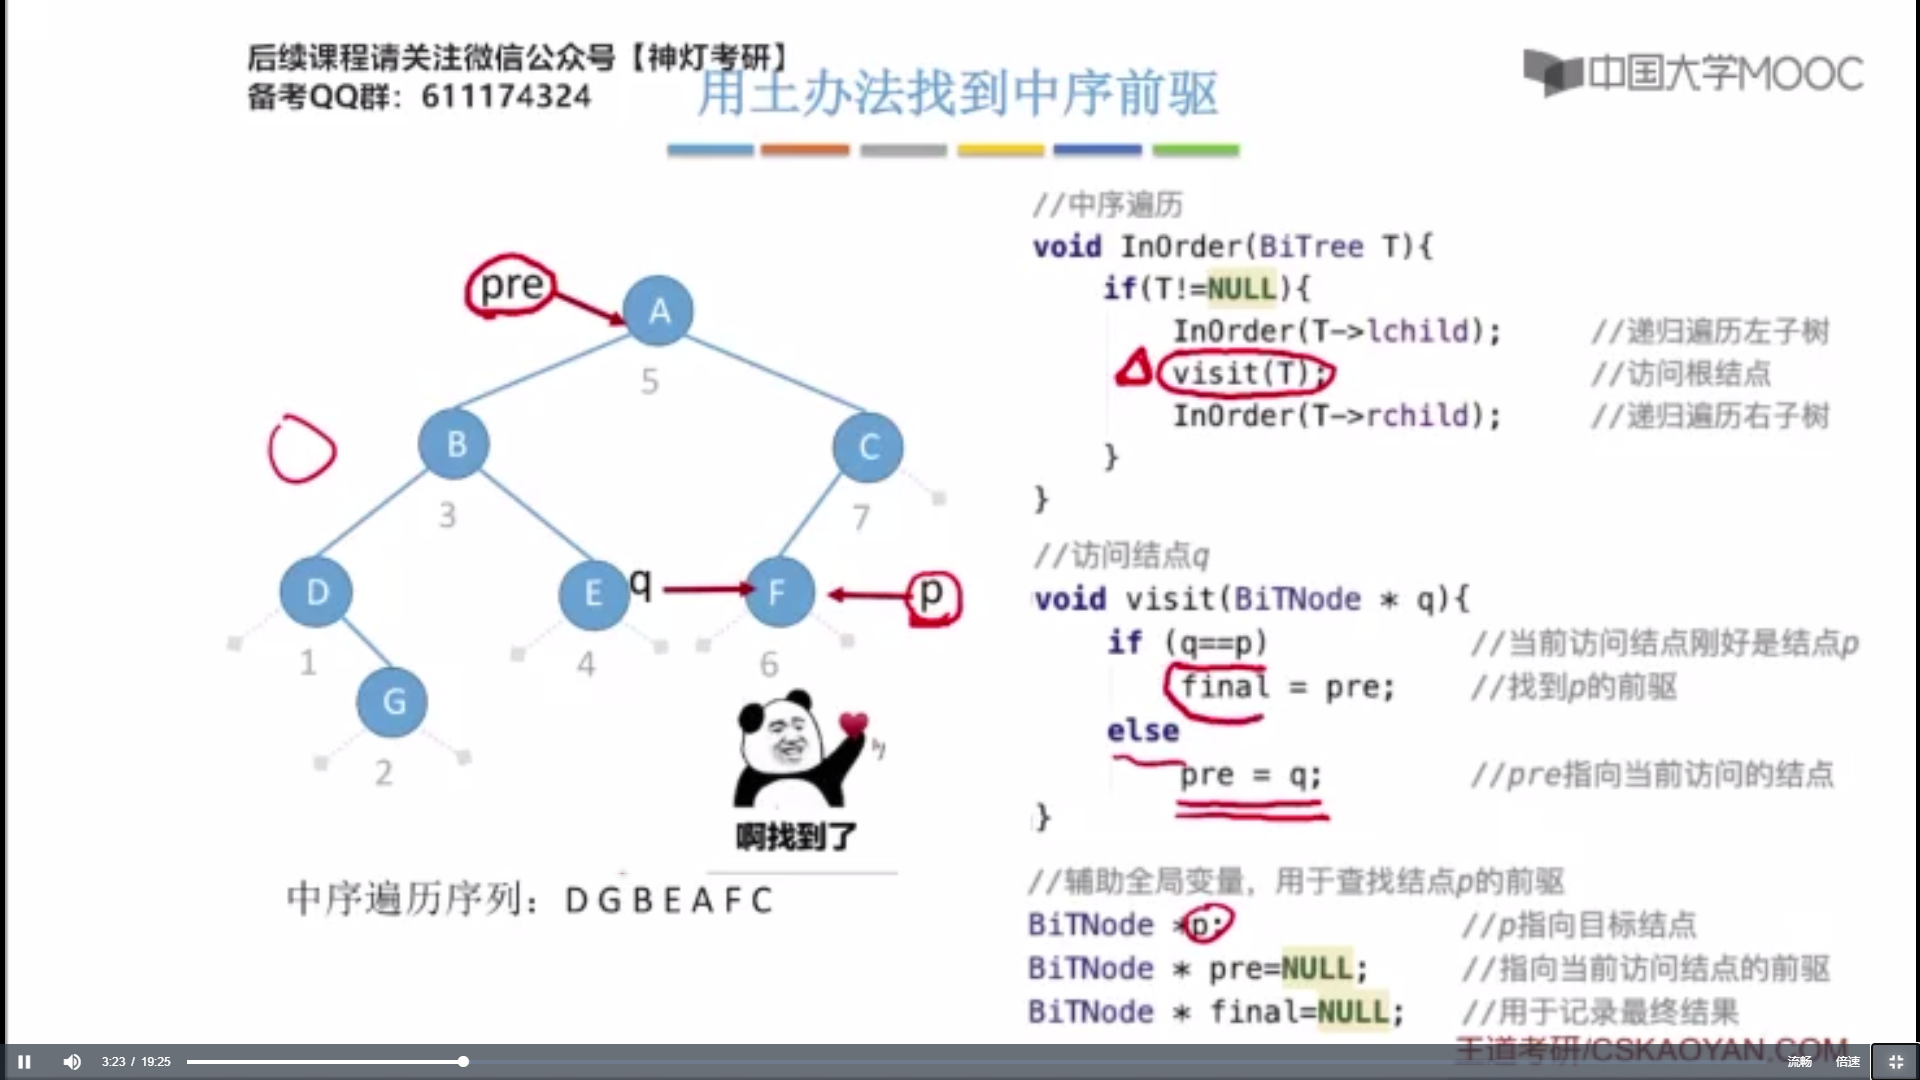 后续课程请关注微信公众号【神灯考研】
备考QQ群：611174324
用土办法找到中序前驱
中国大学MOOC
pre
A
5
B
3
C
7
D
1
E
4
q
F
6
p
G
2
啊找到了
中序遍历序列：D G B E A F C
//中序遍历
void InOrder(BiTree T){
if(T!=NULL){
InOrder(T->lchild); //递归遍历左子树
visit(T); //访问根结点
InOrder(T->rchild); //递归遍历右子树
}
}
//访问结点q
void visit(BiTNode * q){
if (q==p) //当前访问结点刚好是结点p
final = pre; //找到p的前驱
else
pre = q; //pre指向当前访问的结点
}
//辅助全局变量，用于查找结点p的前驱
BiTNode *p; //p指向目标结点
BiTNode * pre=NULL; //指向当前访问结点的前驱
BiTNode * final=NULL; //用于记录最终结果
王道考研/CSKAOYAN.COM
3:23 / 19:25
流畅
倍速